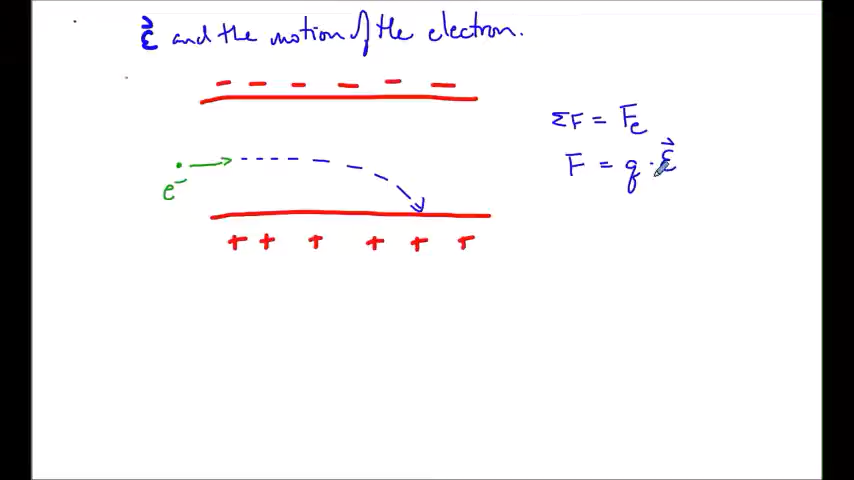 ℰ⃗ and the motion of the electron.
- - - - - -
ΣF = Fe
F = q · ℰ⃗
e⁻
+ + + + + +